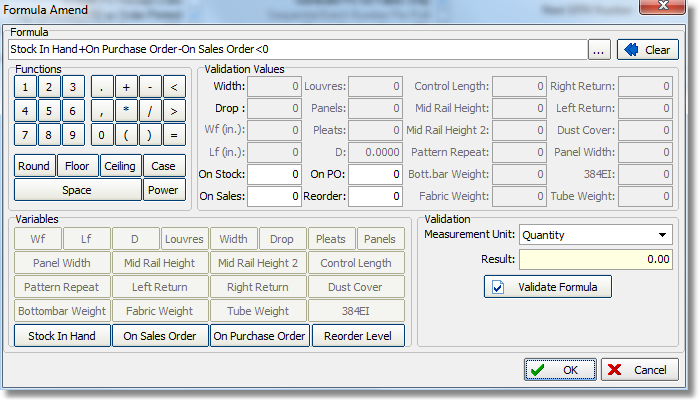 Formula Amend
Formula
Stock In Hand+On Purchase Order-On Sales Order<0
...
Clear
Functions
1 2 3 . + - <
4 5 6 , * / >
7 8 9 0 ( ) =
Round Floor Ceiling Case
Space Power
Validation Values
Width: 0 Louvres: 0 Control Length: 0 Right Return: 0
Drop : 0 Panels: 0 Mid Rail Height: 0 Left Return: 0
Wf (in.): 0 Pleats: 0 Mid Rail Height 2: 0 Dust Cover: 0
Lf (in.): 0 D: 0.0000 Pattern Repeat: 0 Panel Width: 0
On Stock: 0 On PO: 0 Bott.bar Weight: 0 384EI: 0
On Sales: 0 Reorder: 0 Fabric Weight: 0 Tube Weight: 0
Variables
Wf Lf D Louvres Width Drop Pleats Panels
Panel Width Mid Rail Height Mid Rail Height 2 Control Length
Pattern Repeat Left Return Right Return Dust Cover
Bottombar Weight Fabric Weight Tube Weight 384EI
Stock In Hand On Sales Order On Purchase Order Reorder Level
Validation
Measurement Unit: Quantity
Result: 0.00
Validate Formula
OK Cancel